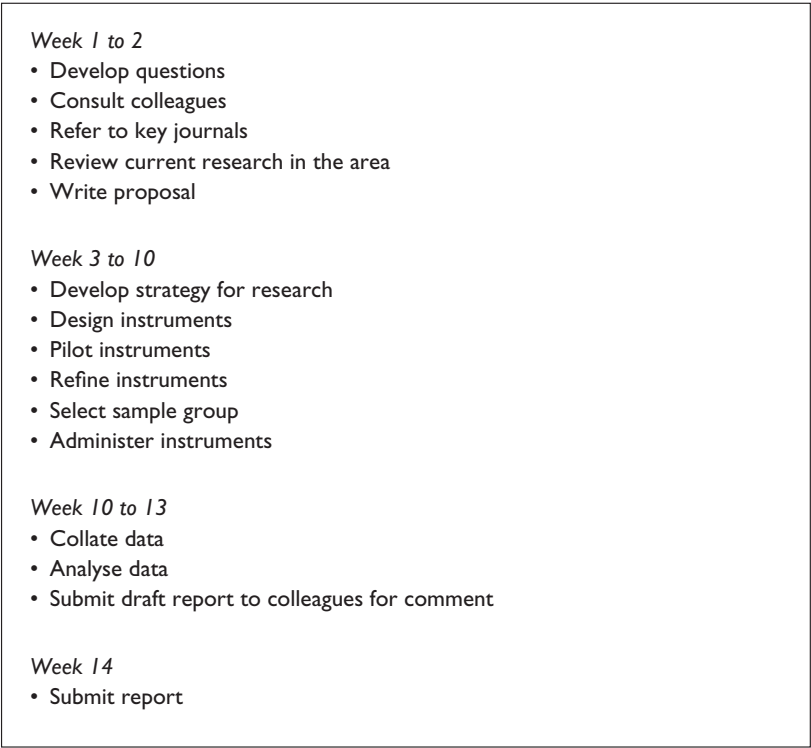 Week 1 to 2
• Develop questions
• Consult colleagues
• Refer to key journals
• Review current research in the area
• Write proposal
Week 3 to 10
• Develop strategy for research
• Design instruments
• Pilot instruments
• Refine instruments
• Select sample group
• Administer instruments
Week 10 to 13
• Collate data
• Analyse data
• Submit draft report to colleagues for comment
Week 14
• Submit report